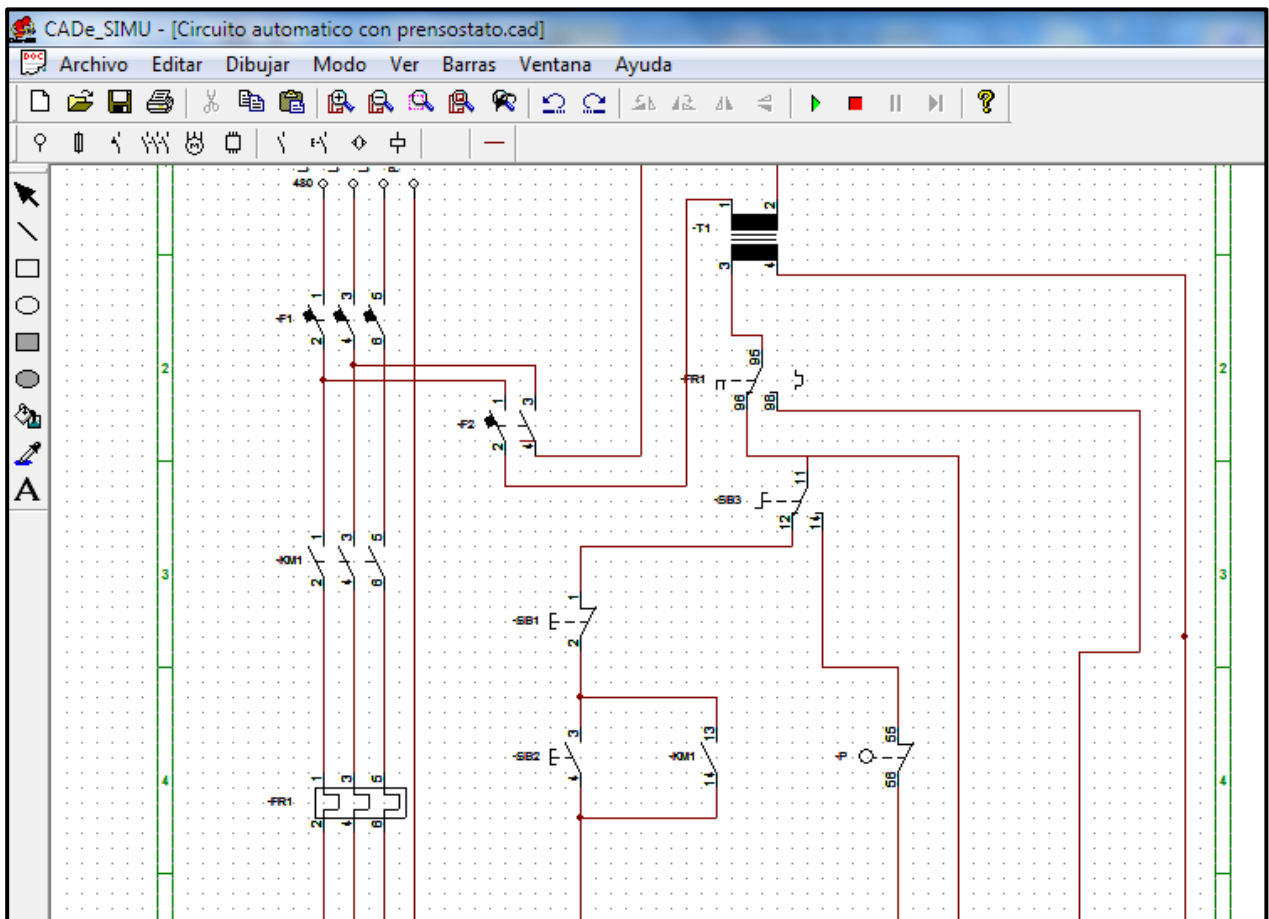 CADe_SIMU - [Circuito automatico con prensostato.cad]
Archivo Editar Dibujar Modo Ver Barras Ventana Ayuda
DOC
A
480
1 2
-T1
3 4
1 3 5
-F1
2 4 6
2
2
95
-FR1
96 98
1 3
-F2
2 4
11
-SB3
12 14
1 3 5
-KM1
2 4 6
3
3
1
-SB1
2
3
-SB2
4
13
-KM1
14
55
-P
56
4
4
1 3 5
-FR1
2 4 6